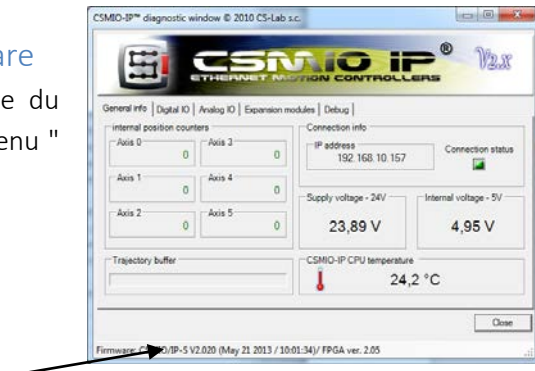 are
e du
enu "
CSMIO-IP™ diagnostic window © 2010 CS-Lab s.c.
CSMIO IP® V2.X
ETHERNET MOTION CONTROLLERS
General info Digital IO Analog IO Expansion modules Debug
internal position counters
Axis 0 0 Axis 3 0
Axis 1 0 Axis 4 0
Axis 2 0 Axis 5 0
Trajectory buffer
Connection info
IP address
192.168.10.157
Connection status
Supply voltage - 24V
23,89 V
Internal voltage - 5V
4,95 V
CSMIO-IP CPU temperature
24,2 °C
Close
Firmware: CSMIO/IP-S V2.020 (May 21 2013 / 10:01:34)/ FPGA ver. 2.05